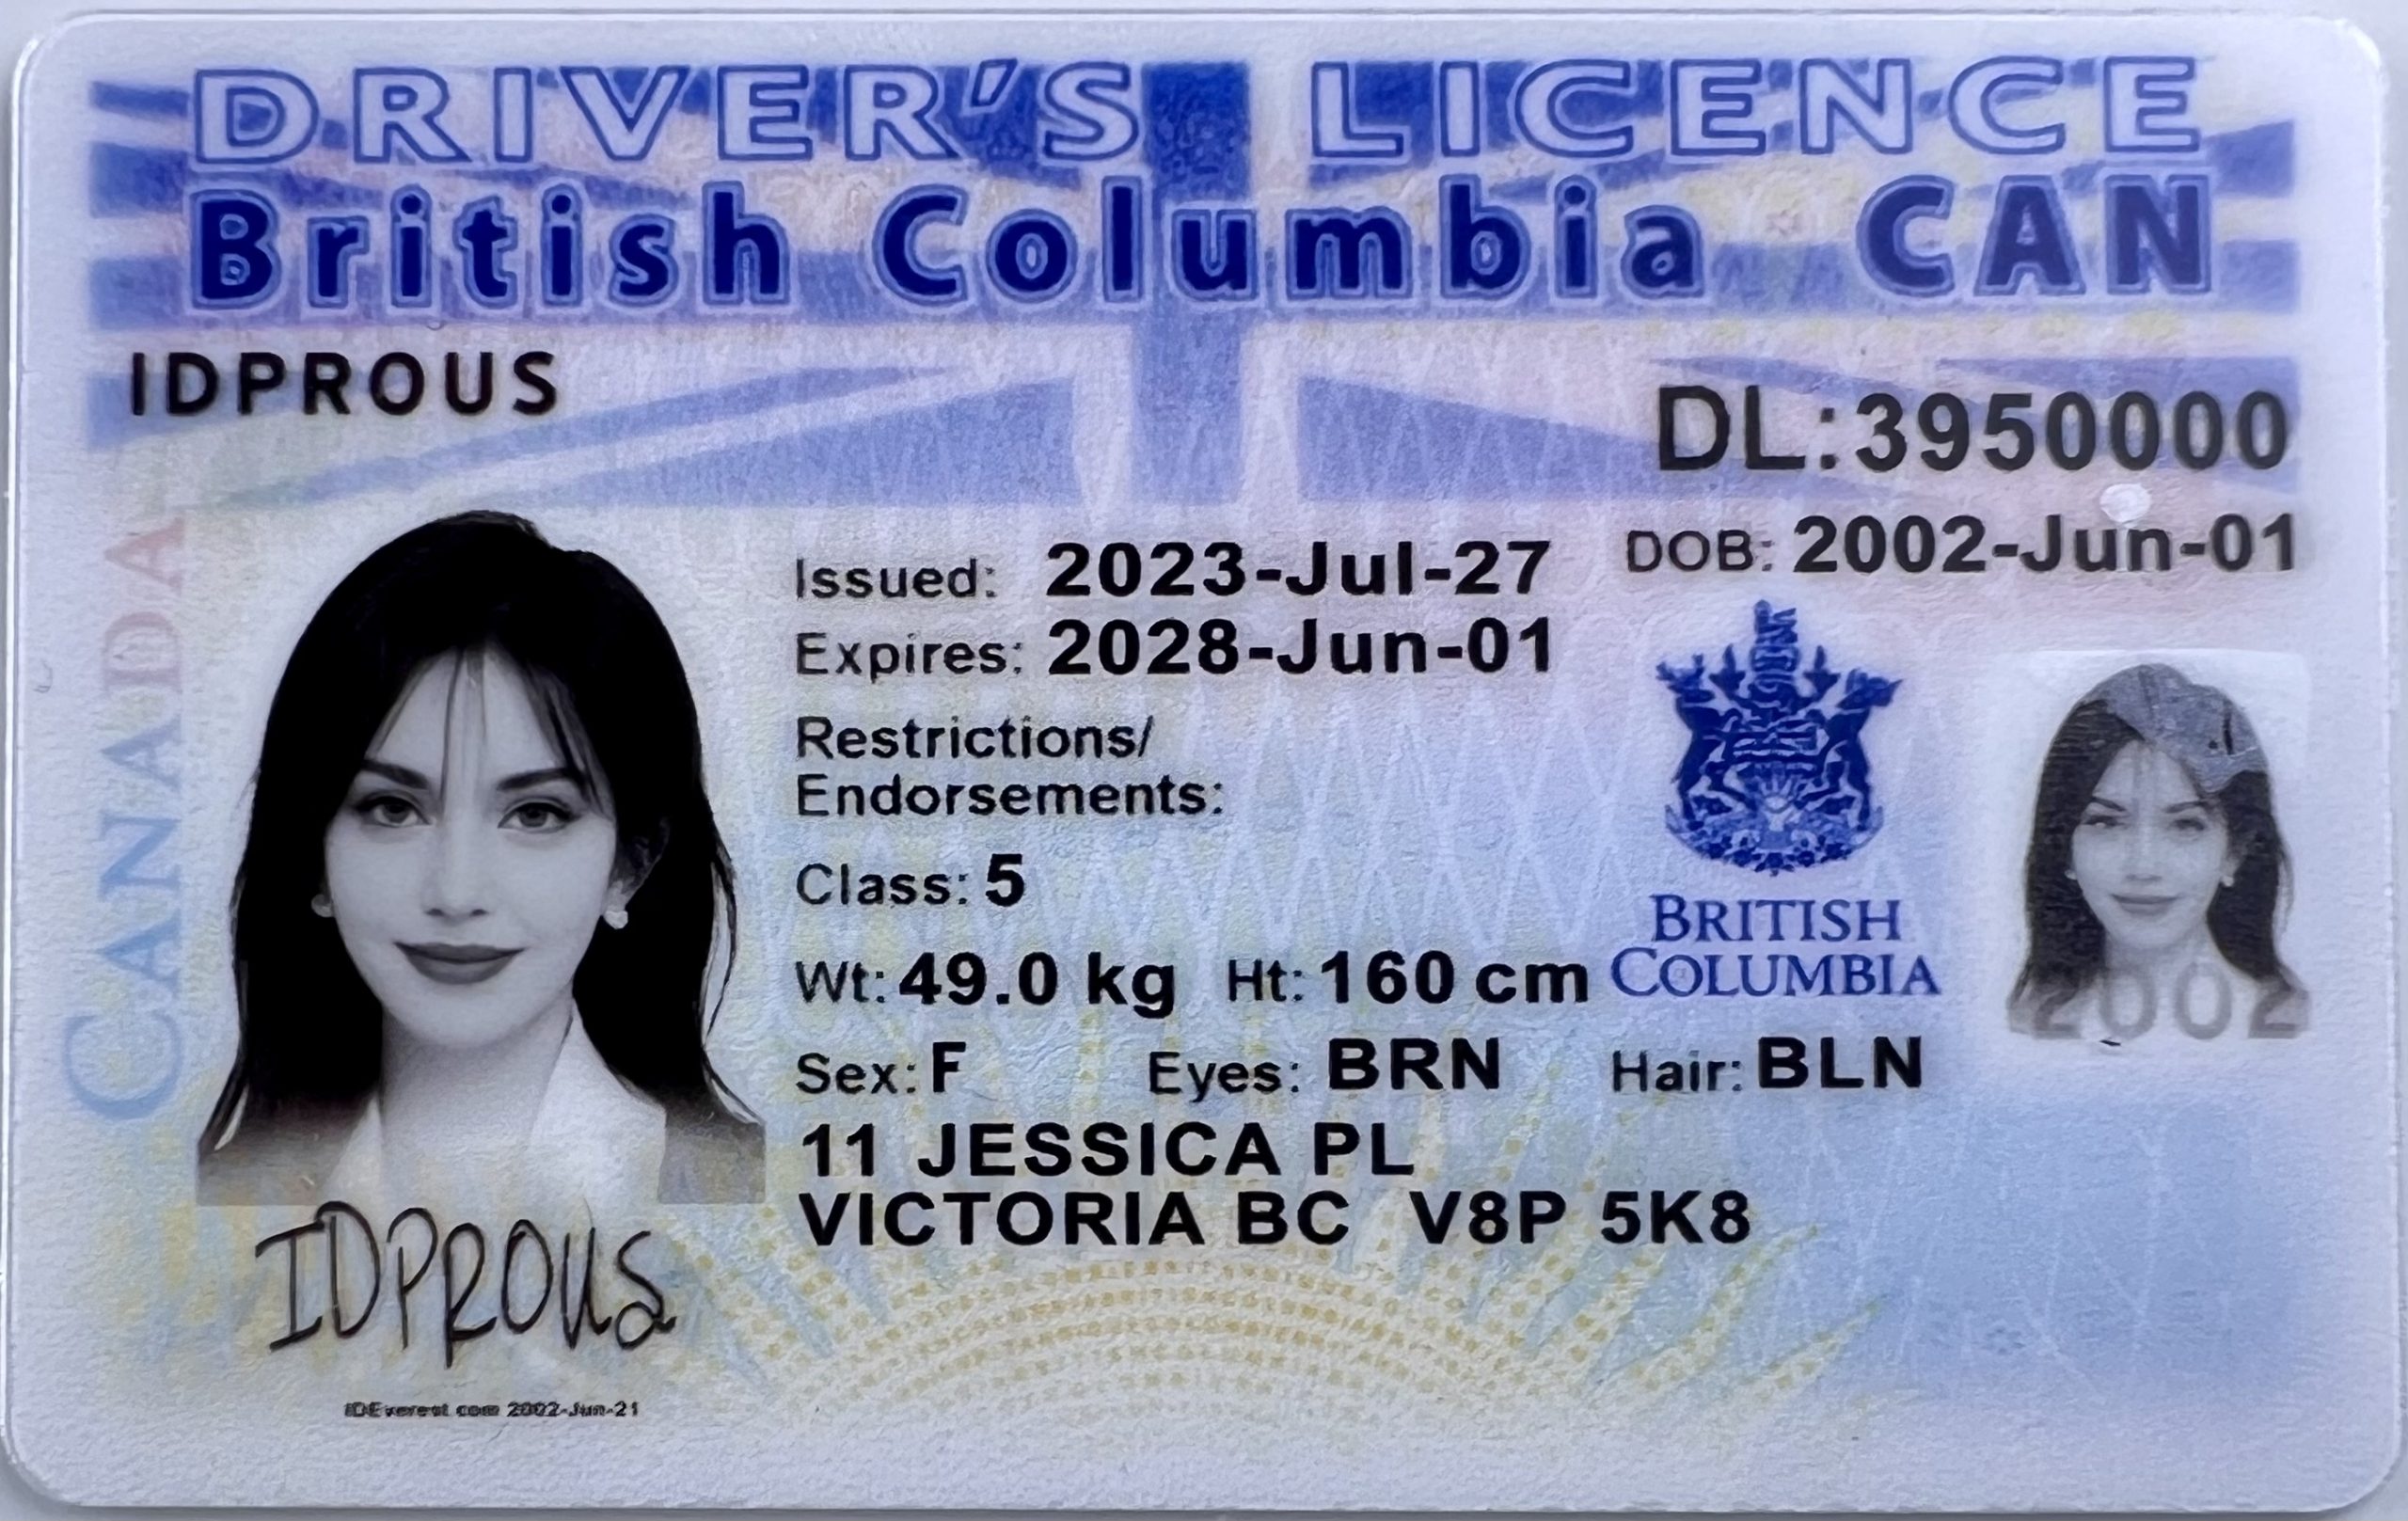 DRIVER'S LICENCE
British Columbia CAN
IDPROUS
DL:3950000
CANADA
Issued: 2023-Jul-27
DOB: 2002-Jun-01
Expires: 2028-Jun-01
Restrictions/
Endorsements:
Class: 5
Wt: 49.0 kg Ht: 160 cm
BRITISH
COLUMBIA
2002
Sex: F Eyes: BRN Hair: BLN
11 JESSICA PL
VICTORIA BC V8P 5K8
IDPROUS
IDEverest com 2002-Jun-21